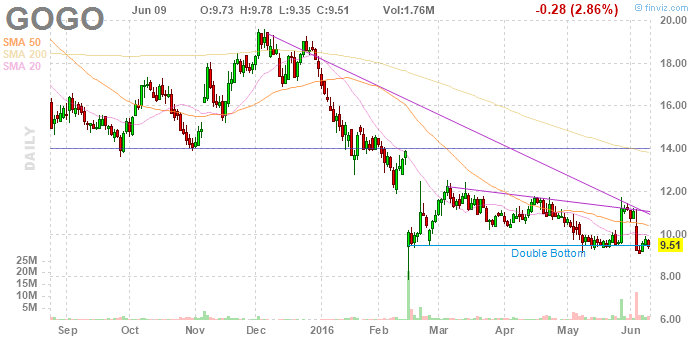 GOGO
Jun 09 O:9.73 H:9.78 L:9.35 C:9.51 Vol:1.76M -0.28 (2.86%)
© finviz.com
SMA 50
SMA 200
SMA 20
DAILY
20.00
18.00
16.00
14.00
12.00
10.00
9.51
8.00
6.00
Double Bottom
25M
20M
15M
10M
5M
Sep Oct Nov Dec 2016 Feb Mar Apr May Jun